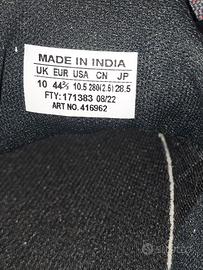 MADE IN INDIA
UK EUR USA CN JP
10 44⅔ 10.5 280(2.5) 28.5
FTY: 171383 08/22
ART NO. 416962
subito